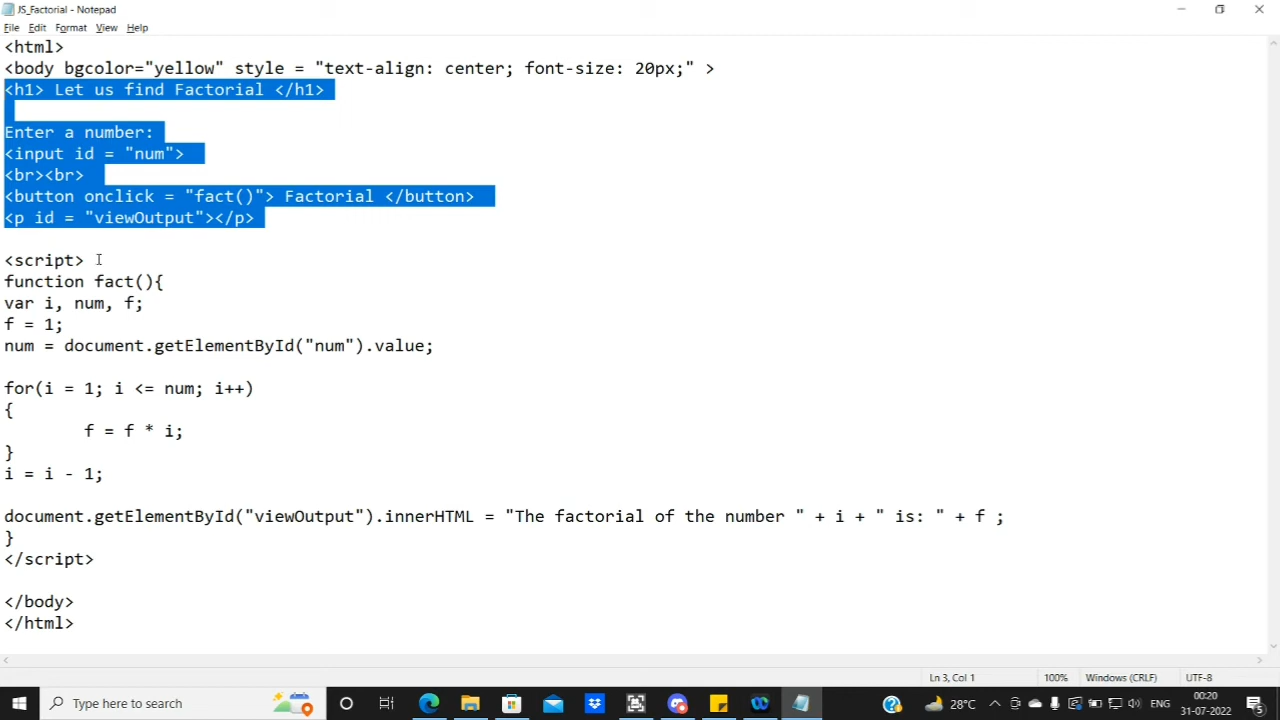 JS_Factorial - Notepad
File Edit Format View Help
<html>
<body bgcolor="yellow" style = "text-align: center; font-size: 20px;" >
<h1> Let us find Factorial </h1>
Enter a number:
<input id = "num">
<br><br>
<button onclick = "fact()"> Factorial </button>
<p id = "viewOutput"></p>
<script>
function fact(){
var i, num, f;
f = 1;
num = document.getElementById("num").value;
for(i = 1; i <= num; i++)
{
f = f * i;
}
i = i - 1;
document.getElementById("viewOutput").innerHTML = "The factorial of the number " + i + " is: " + f ;
}
</script>
</body>
</html>
Ln 3, Col 1 100% Windows (CRLF) UTF-8
Type here to search 28°C ENG 00:20 31-07-2022 5